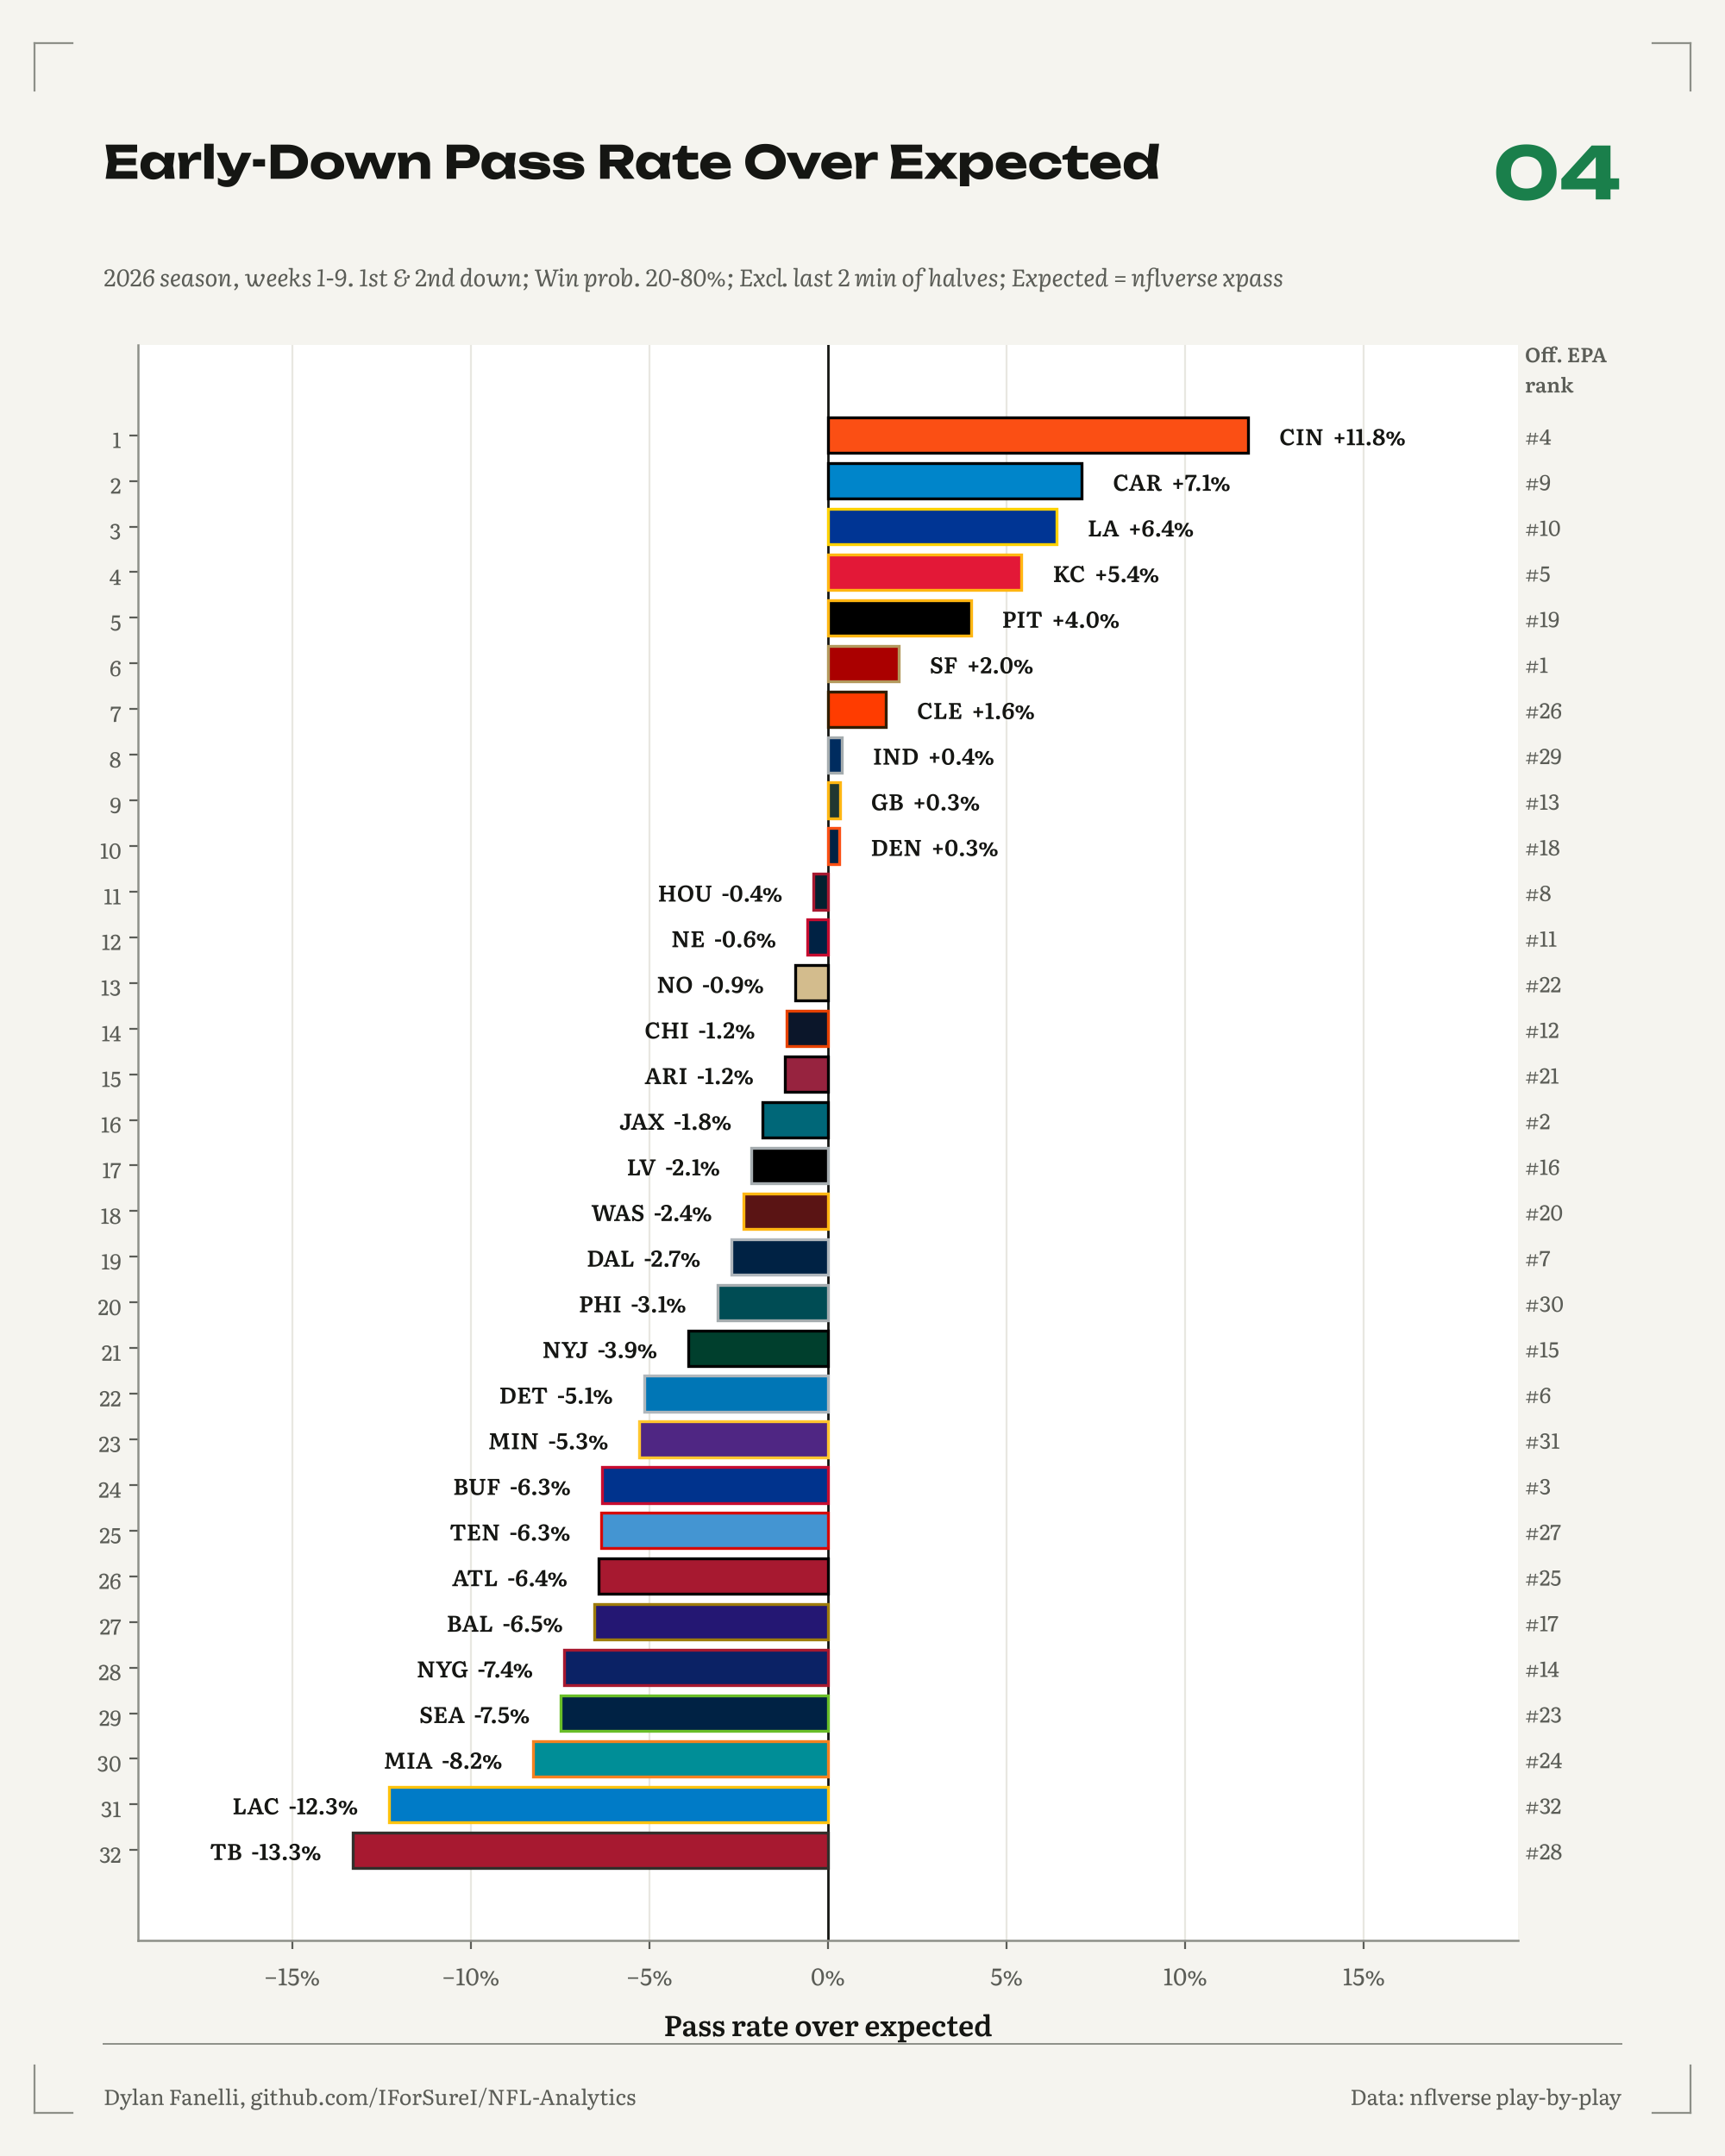 Early-Down Pass Rate Over Expected
04
2026 season, weeks 1-9. 1st & 2nd down; Win prob. 20-80%; Excl. last 2 min of halves; Expected = nflverse xpass
Off. EPA
rank
1 CIN +11.8% #4
2 CAR +7.1% #9
3 LA +6.4% #10
4 KC +5.4% #5
5 PIT +4.0% #19
6 SF +2.0% #1
7 CLE +1.6% #26
8 IND +0.4% #29
9 GB +0.3% #13
10 DEN +0.3% #18
11 HOU -0.4% #8
12 NE -0.6% #11
13 NO -0.9% #22
14 CHI -1.2% #12
15 ARI -1.2% #21
16 JAX -1.8% #2
17 LV -2.1% #16
18 WAS -2.4% #20
19 DAL -2.7% #7
20 PHI -3.1% #30
21 NYJ -3.9% #15
22 DET -5.1% #6
23 MIN -5.3% #31
24 BUF -6.3% #3
25 TEN -6.3% #27
26 ATL -6.4% #25
27 BAL -6.5% #17
28 NYG -7.4% #14
29 SEA -7.5% #23
30 MIA -8.2% #24
31 LAC -12.3% #32
32 TB -13.3% #28
−15% −10% −5% 0% 5% 10% 15%
Pass rate over expected
Dylan Fanelli, github.com/IForSureI/NFL-Analytics
Data: nflverse play-by-play